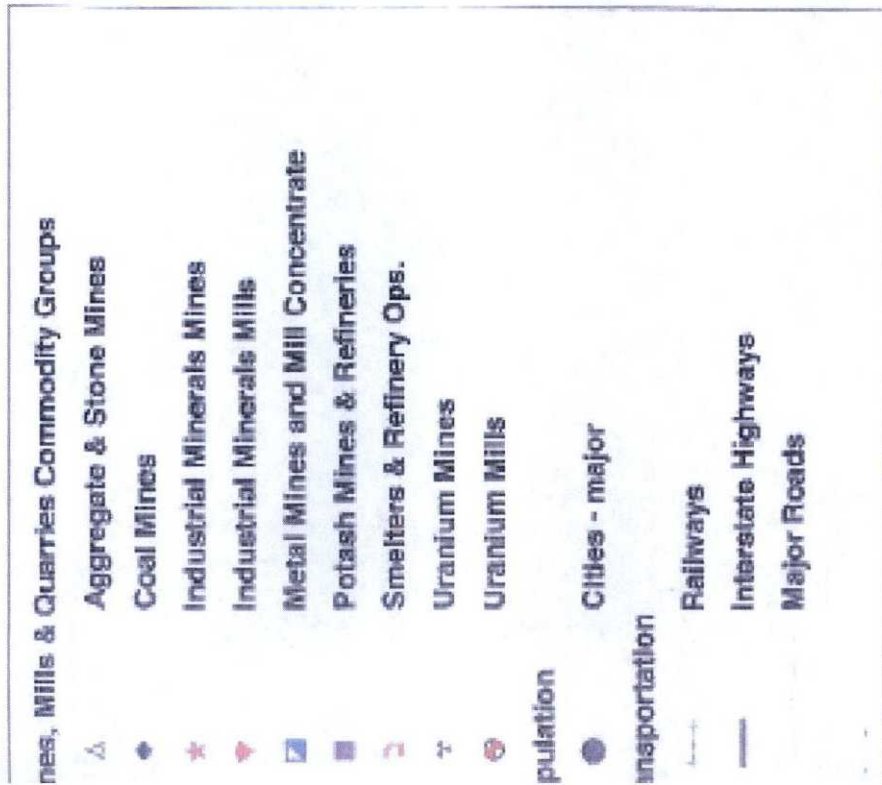 nes, Mills & Quarries Commodity Groups
Aggregate & Stone Mines
Coal Mines
Industrial Minerals Mines
Industrial Minerals Mills
Metal Mines and Mill Concentrate
Potash Mines & Refineries
Smelters & Refinery Ops.
Uranium Mines
Uranium Mills
pulation
Cities - major
ansportation
Railways
Interstate Highways
Major Roads